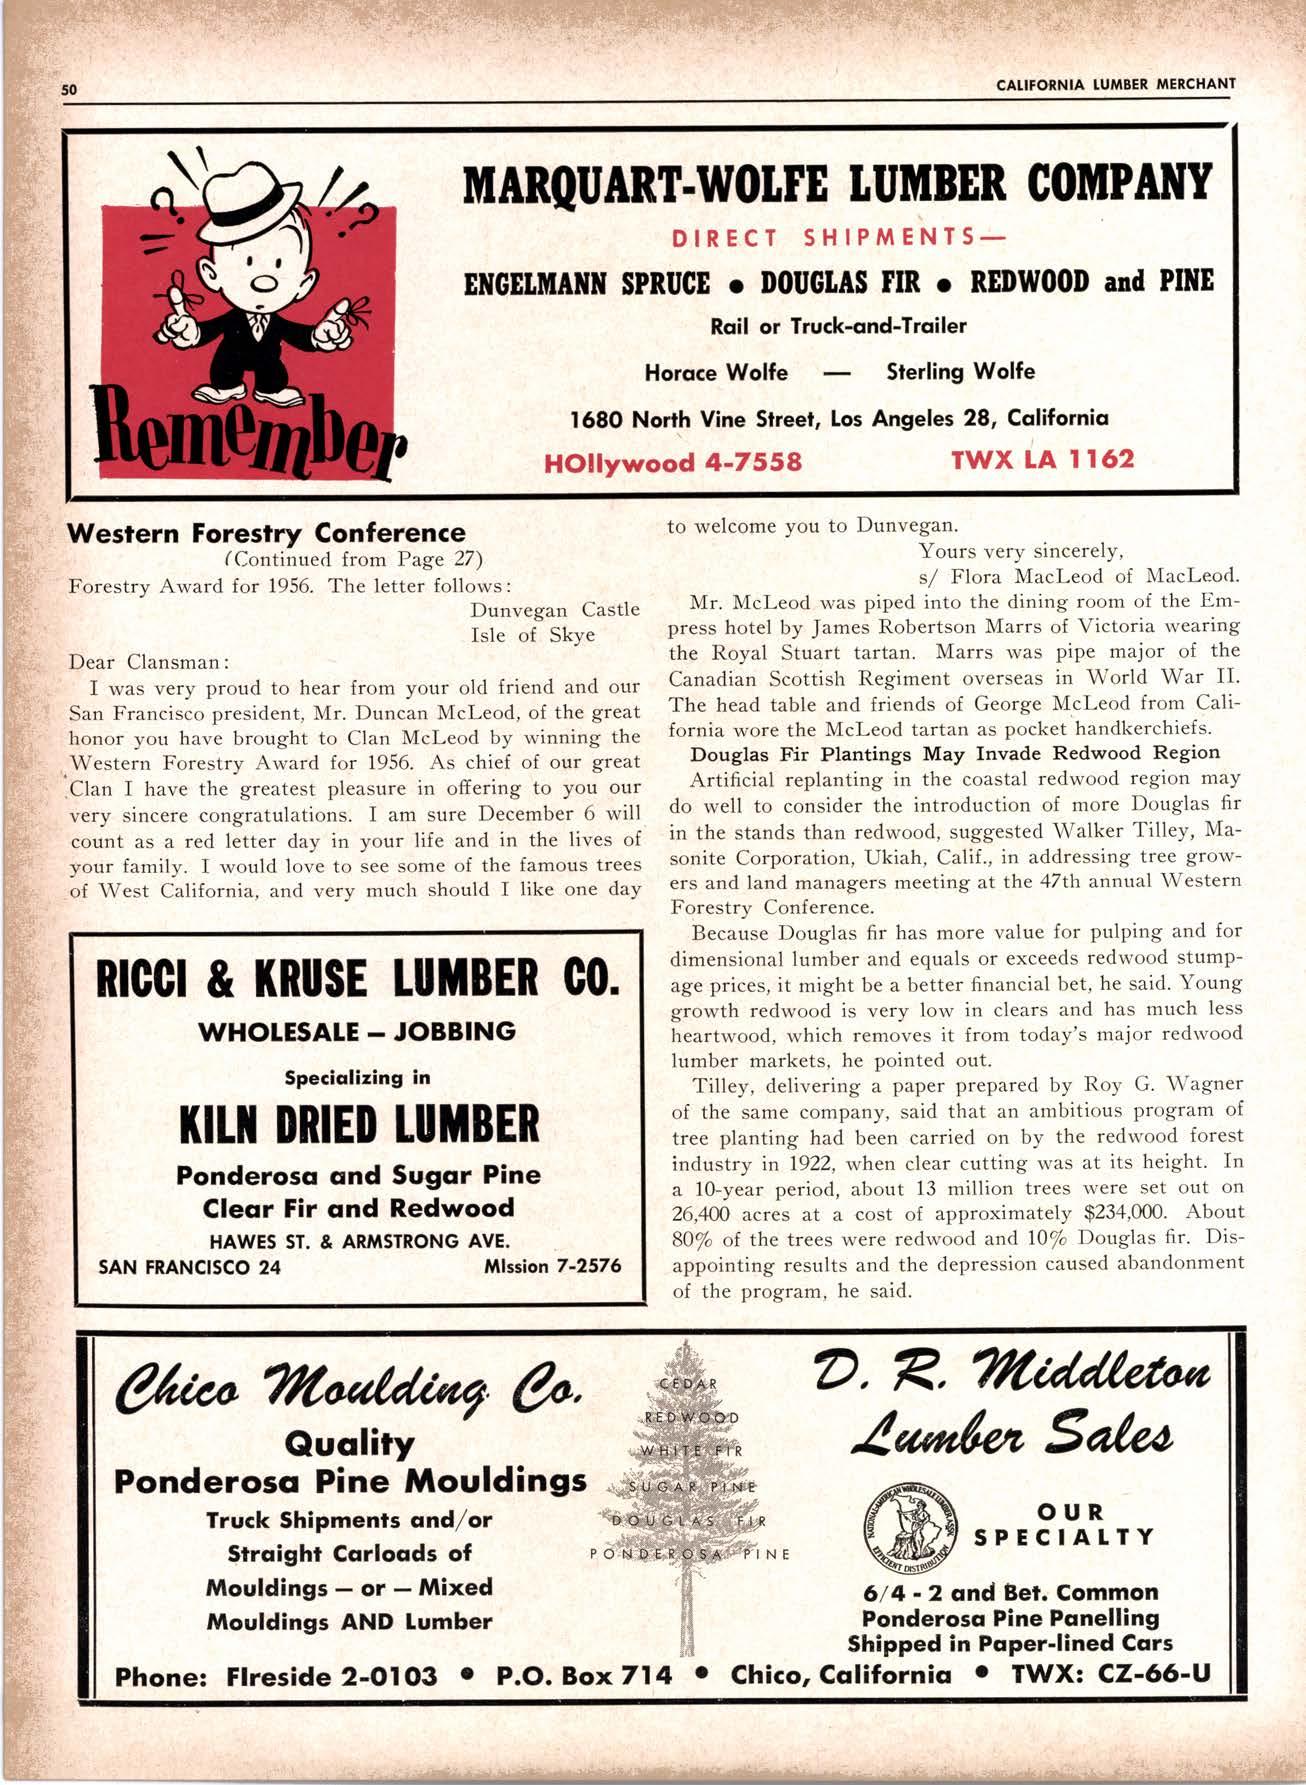 50
CALIFORNIA LUMBER MERCHANT
Remember
MARQUART-WOLFE LUMBER COMPANY
DIRECT SHIPMENTS—
ENGELMANN SPRUCE • DOUGLAS FIR • REDWOOD and PINE
Rail or Truck-and-Trailer
Horace Wolfe — Sterling Wolfe
1680 North Vine Street, Los Angeles 28, California
HOllywood 4-7558 TWX LA 1162
Western Forestry Conference
(Continued from Page 27)
Forestry Award for 1956. The letter follows:
Dunvegan Castle
Isle of Skye
Dear Clansman:
I was very proud to hear from your old friend and our
San Francisco president, Mr. Duncan McLeod, of the great
honor you have brought to Clan McLeod by winning the
Western Forestry Award for 1956. As chief of our great
Clan I have the greatest pleasure in offering to you our
very sincere congratulations. I am sure December 6 will
count as a red letter day in your life and in the lives of
your family. I would love to see some of the famous trees
of West California, and very much should I like one day
to welcome you to Dunvegan.
Yours very sincerely,
s/ Flora MacLeod of MacLeod.
Mr. McLeod was piped into the dining room of the Em-
press hotel by James Robertson Marrs of Victoria wearing
the Royal Stuart tartan. Marrs was pipe major of the
Canadian Scottish Regiment overseas in World War II.
The head table and friends of George McLeod from Cali-
fornia wore the McLeod tartan as pocket handkerchiefs.
Douglas Fir Plantings May Invade Redwood Region
Artificial replanting in the coastal redwood region may
do well to consider the introduction of more Douglas fir
in the stands than redwood, suggested Walker Tilley, Ma-
sonite Corporation, Ukiah, Calif., in addressing tree grow-
ers and land managers meeting at the 47th annual Western
Forestry Conference.
Because Douglas fir has more value for pulping and for
dimensional lumber and equals or exceeds redwood stump-
age prices, it might be a better financial bet, he said. Young
growth redwood is very low in clears and has much less
heartwood, which removes it from today's major redwood
lumber markets, he pointed out.
Tilley, delivering a paper prepared by Roy G. Wagner
of the same company, said that an ambitious program of
tree planting had been carried on by the redwood forest
industry in 1922, when clear cutting was at its height. In
a 10-year period, about 13 million trees were set out on
26,400 acres at a cost of approximately $234,000. About
80% of the trees were redwood and 10% Douglas fir. Dis-
appointing results and the depression caused abandonment
of the program, he said.
RICCI & KRUSE LUMBER CO.
WHOLESALE — JOBBING
Specializing in
KILN DRIED LUMBER
Ponderosa and Sugar Pine
Clear Fir and Redwood
HAWES ST. & ARMSTRONG AVE.
SAN FRANCISCO 24 MIssion 7-2576
Chico Moulding Co.
Quality
Ponderosa Pine Mouldings
Truck Shipments and/or
Straight Carloads of
Mouldings — or — Mixed
Mouldings AND Lumber
CEDAR
REDWOOD
WHITE FIR
SUGAR PINE
DOUGLAS FIR
PONDEROSA PINE
D. R. Middleton
Lumber Sales
NATIONAL-AMERICAN WHOLESALE LUMBER ASSN.
EFFICIENT DISTRIBUTION
OUR
SPECIALTY
6/4 - 2 and Bet. Common
Ponderosa Pine Panelling
Shipped in Paper-lined Cars
Phone: FIreside 2-0103 • P.O. Box 714 • Chico, California • TWX: CZ-66-U